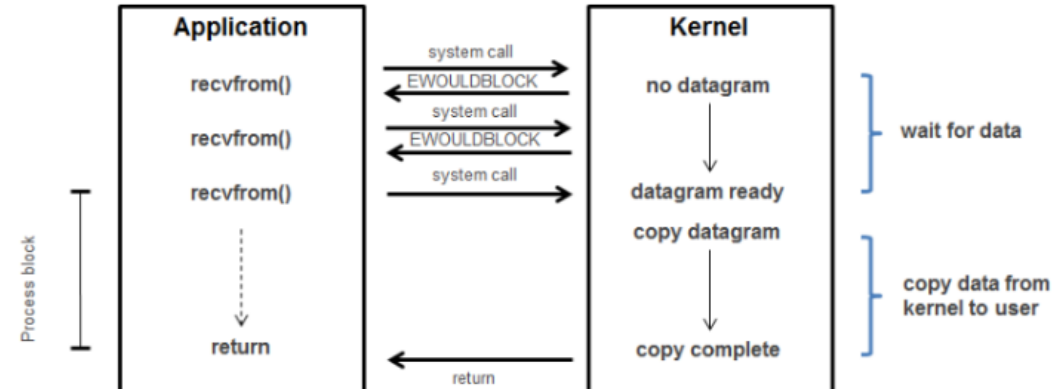 Application
Kernel
system call
recvfrom()
EWOULDBLOCK
no datagram
system call
wait for data
recvfrom()
EWOULDBLOCK
system call
recvfrom()
datagram ready
copy datagram
Process block
copy data from
kernel to user
return
copy complete
return